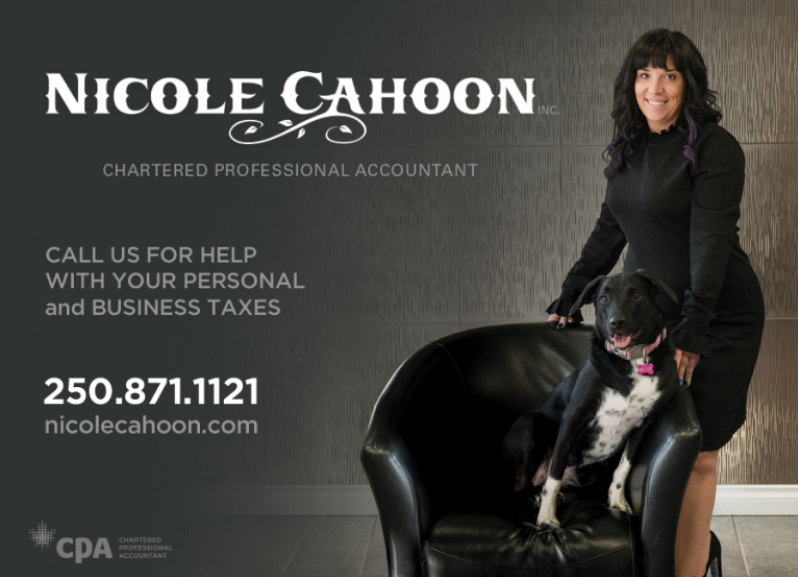 NICOLE CAHOON INC.
CHARTERED PROFESSIONAL ACCOUNTANT
CALL US FOR HELP
WITH YOUR PERSONAL
and BUSINESS TAXES
250.871.1121
nicolecahoon.com
CPA
CHARTERED
PROFESSIONAL
ACCOUNTANT